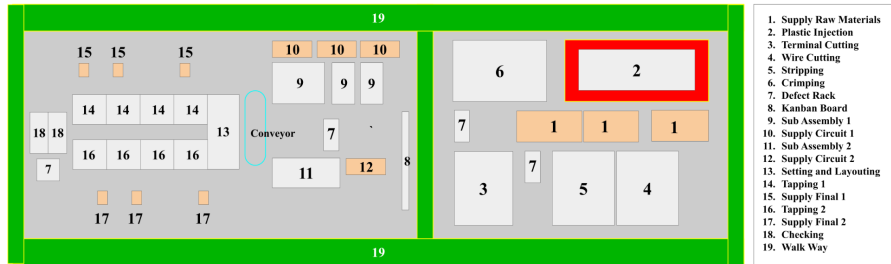 19
15 15 15 10 10 10
9 9 9 6 2
14 14 14 14
18 18 13 Conveyor 7 7 1 1 1
16 16 16 16
7 11 12 8 7
3 5 4
17 17 17
19
1. Supply Raw Materials
2. Plastic Injection
3. Terminal Cutting
4. Wire Cutting
5. Stripping
6. Crimping
7. Defect Rack
8. Kanban Board
9. Sub Assembly 1
10. Supply Circuit 1
11. Sub Assembly 2
12. Supply Circuit 2
13. Setting and Layouting
14. Tapping 1
15. Supply Final 1
16. Tapping 2
17. Supply Final 2
18. Checking
19. Walk Way